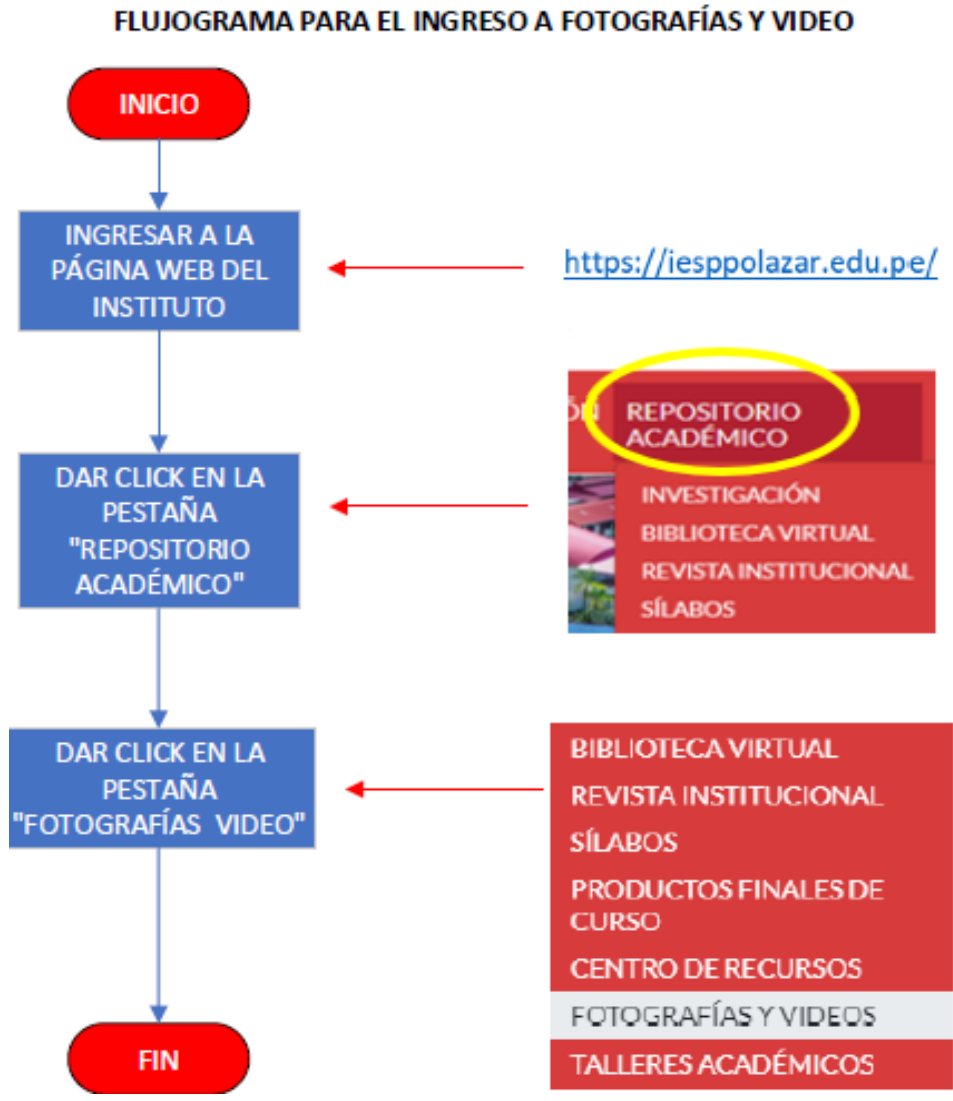 FLUJOGRAMA PARA EL INGRESO A FOTOGRAFÍAS Y VIDEO
INICIO
INGRESAR A LA
PÁGINA WEB DEL
INSTITUTO
https://iesppolazar.edu.pe/
DAR CLICK EN LA
PESTAÑA
"REPOSITORIO
ACADÉMICO"
ÓN
REPOSITORIO
ACADÉMICO
INVESTIGACIÓN
BIBLIOTECA VIRTUAL
REVISTA INSTITUCIONAL
SÍLABOS
DAR CLICK EN LA
PESTAÑA
"FOTOGRAFÍAS VIDEO"
BIBLIOTECA VIRTUAL
REVISTA INSTITUCIONAL
SÍLABOS
PRODUCTOS FINALES DE
CURSO
CENTRO DE RECURSOS
FOTOGRAFÍAS Y VIDEOS
TALLERES ACADÉMICOS
FIN